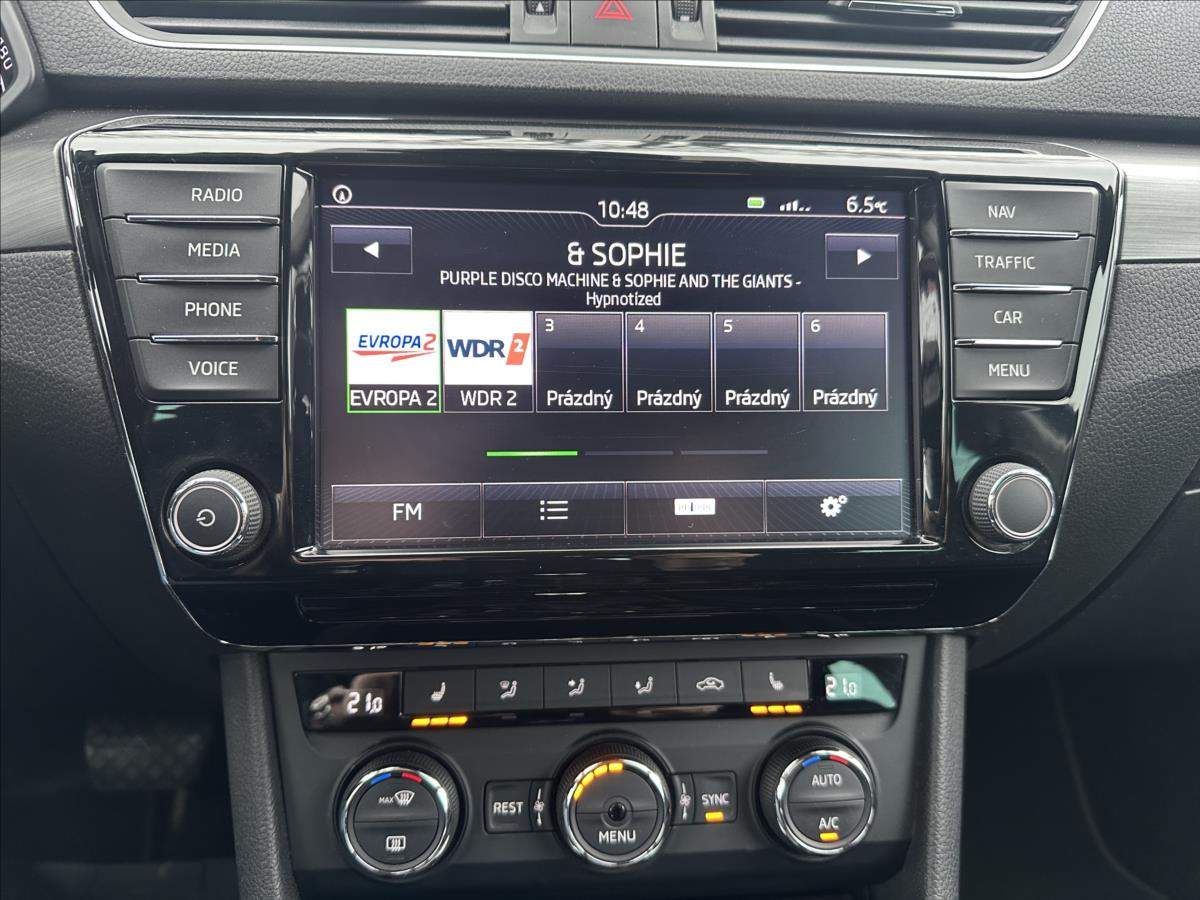 180
RADIO
MEDIA
PHONE
VOICE
10:48
6.5°C
& SOPHIE
PURPLE DISCO MACHINE & SOPHIE AND THE GIANTS -
Hypnotized
EVROPA 2
WDR 2
3
4
5
6
EVROPA 2
WDR 2
Prázdný
Prázdný
Prázdný
Prázdný
FM
NAV
TRAFFIC
CAR
MENU
21.0
21.0
MAX
REST
MENU
SYNC
AUTO
A/C